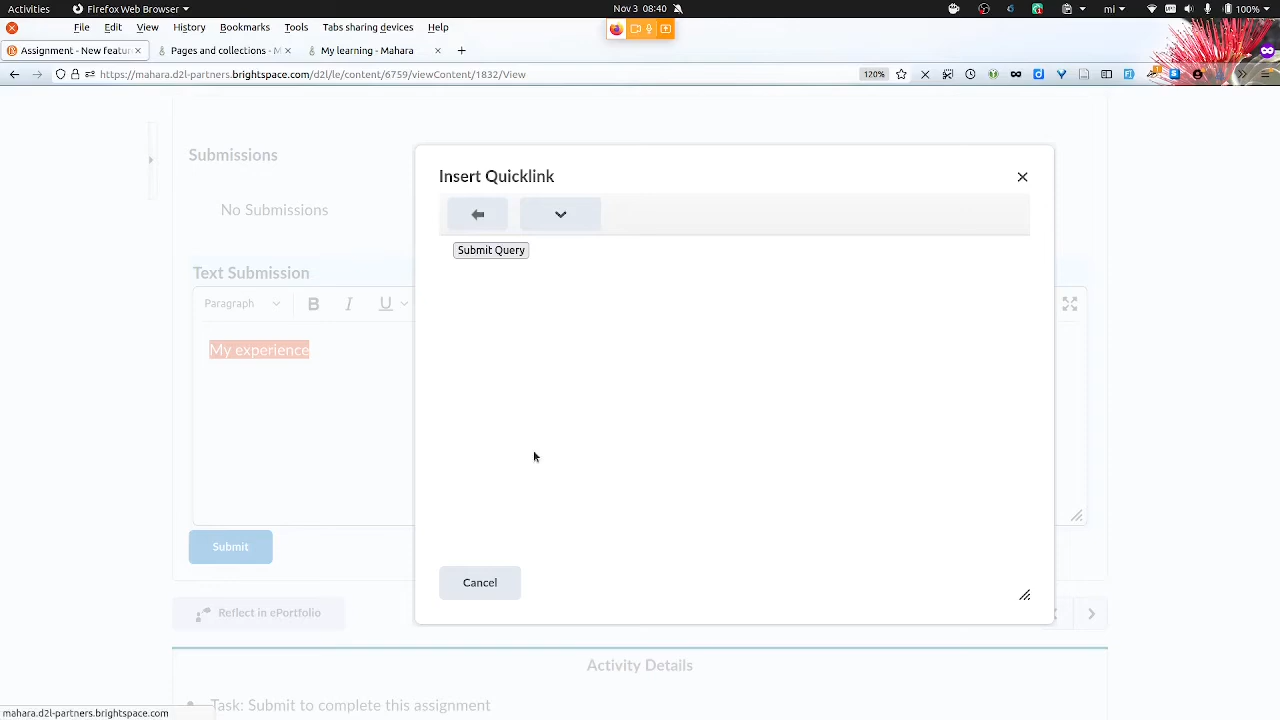 Activities
Firefox Web Browser
Nov 3 08:40
mi
100%
File Edit View History Bookmarks Tools Tabs sharing devices Help
Assignment - New featur
Pages and collections - M
My learning - Mahara
https://mahara.d2l-partners.brightspace.com/d2l/le/content/6759/viewContent/1832/View
120%
Submissions
No Submissions
Text Submission
Paragraph
B I U
My experience
Submit
Insert Quicklink
Submit Query
Cancel
Reflect in ePortfolio
Activity Details
Task: Submit to complete this assignment
mahara.d2l-partners.brightspace.com